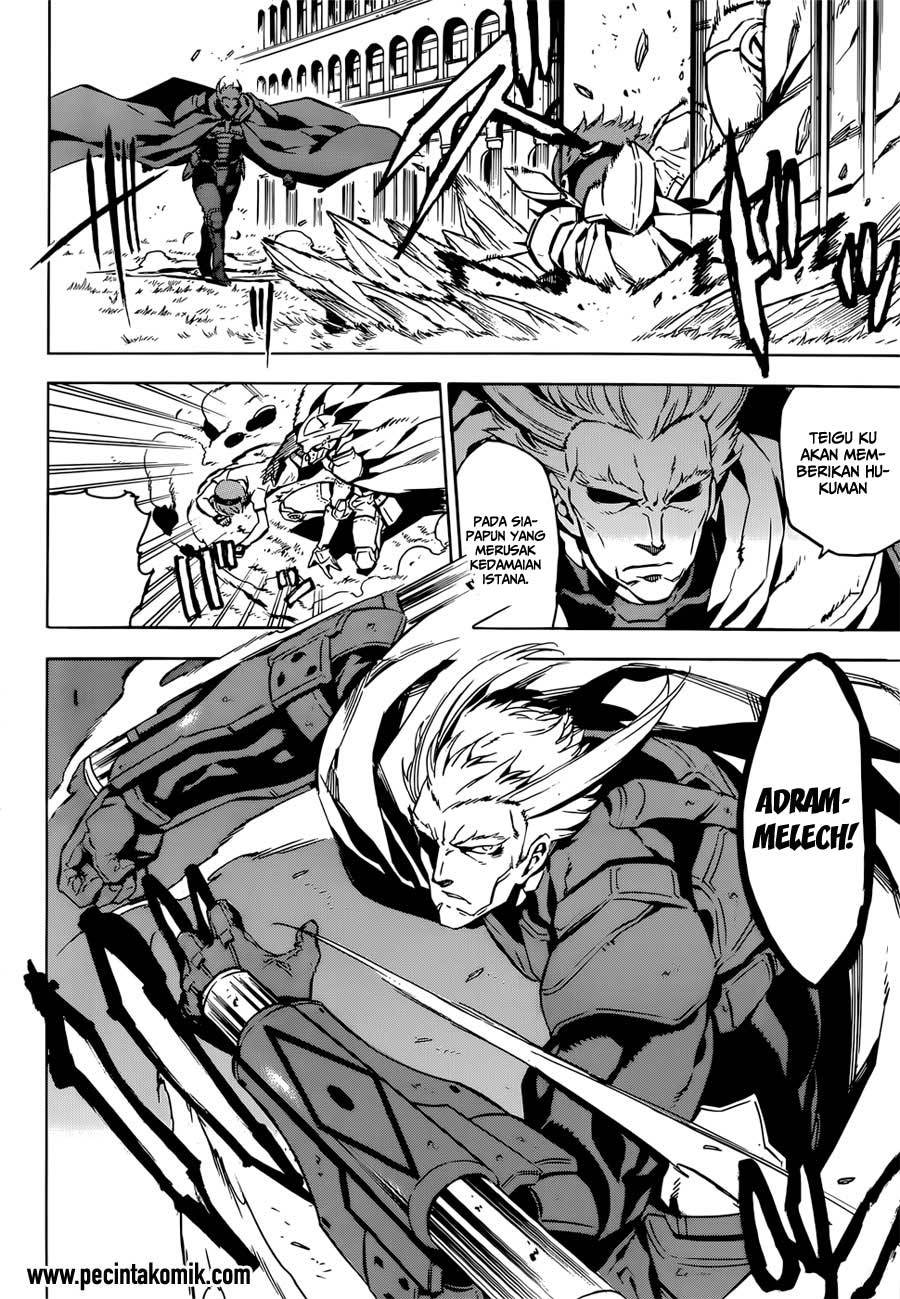 TEIGU KU
AKAN MEM-
BERIKAN HU-
KUMAN
PADA SIA-
PAPUN YANG
MERUSAK
KEDAMAIAN
ISTANA.
ADRAM-
MELECH!
www.pecintakomik.com